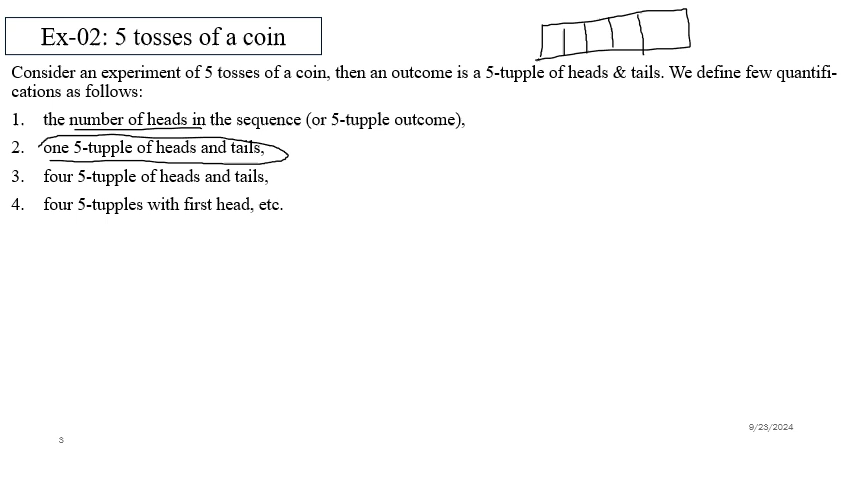 Ex-02: 5 tosses of a coin
Consider an experiment of 5 tosses of a coin, then an outcome is a 5-tupple of heads & tails. We define few quantifi-
cations as follows:
1. the number of heads in the sequence (or 5-tupple outcome),
2. one 5-tupple of heads and tails,
3. four 5-tupple of heads and tails,
4. four 5-tupples with first head, etc.
9/23/2024
3